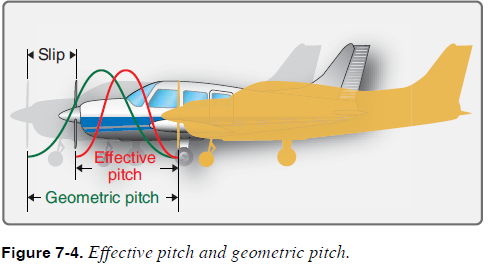 Slip
Effective
pitch
Geometric pitch
Figure 7-4. Effective pitch and geometric pitch.